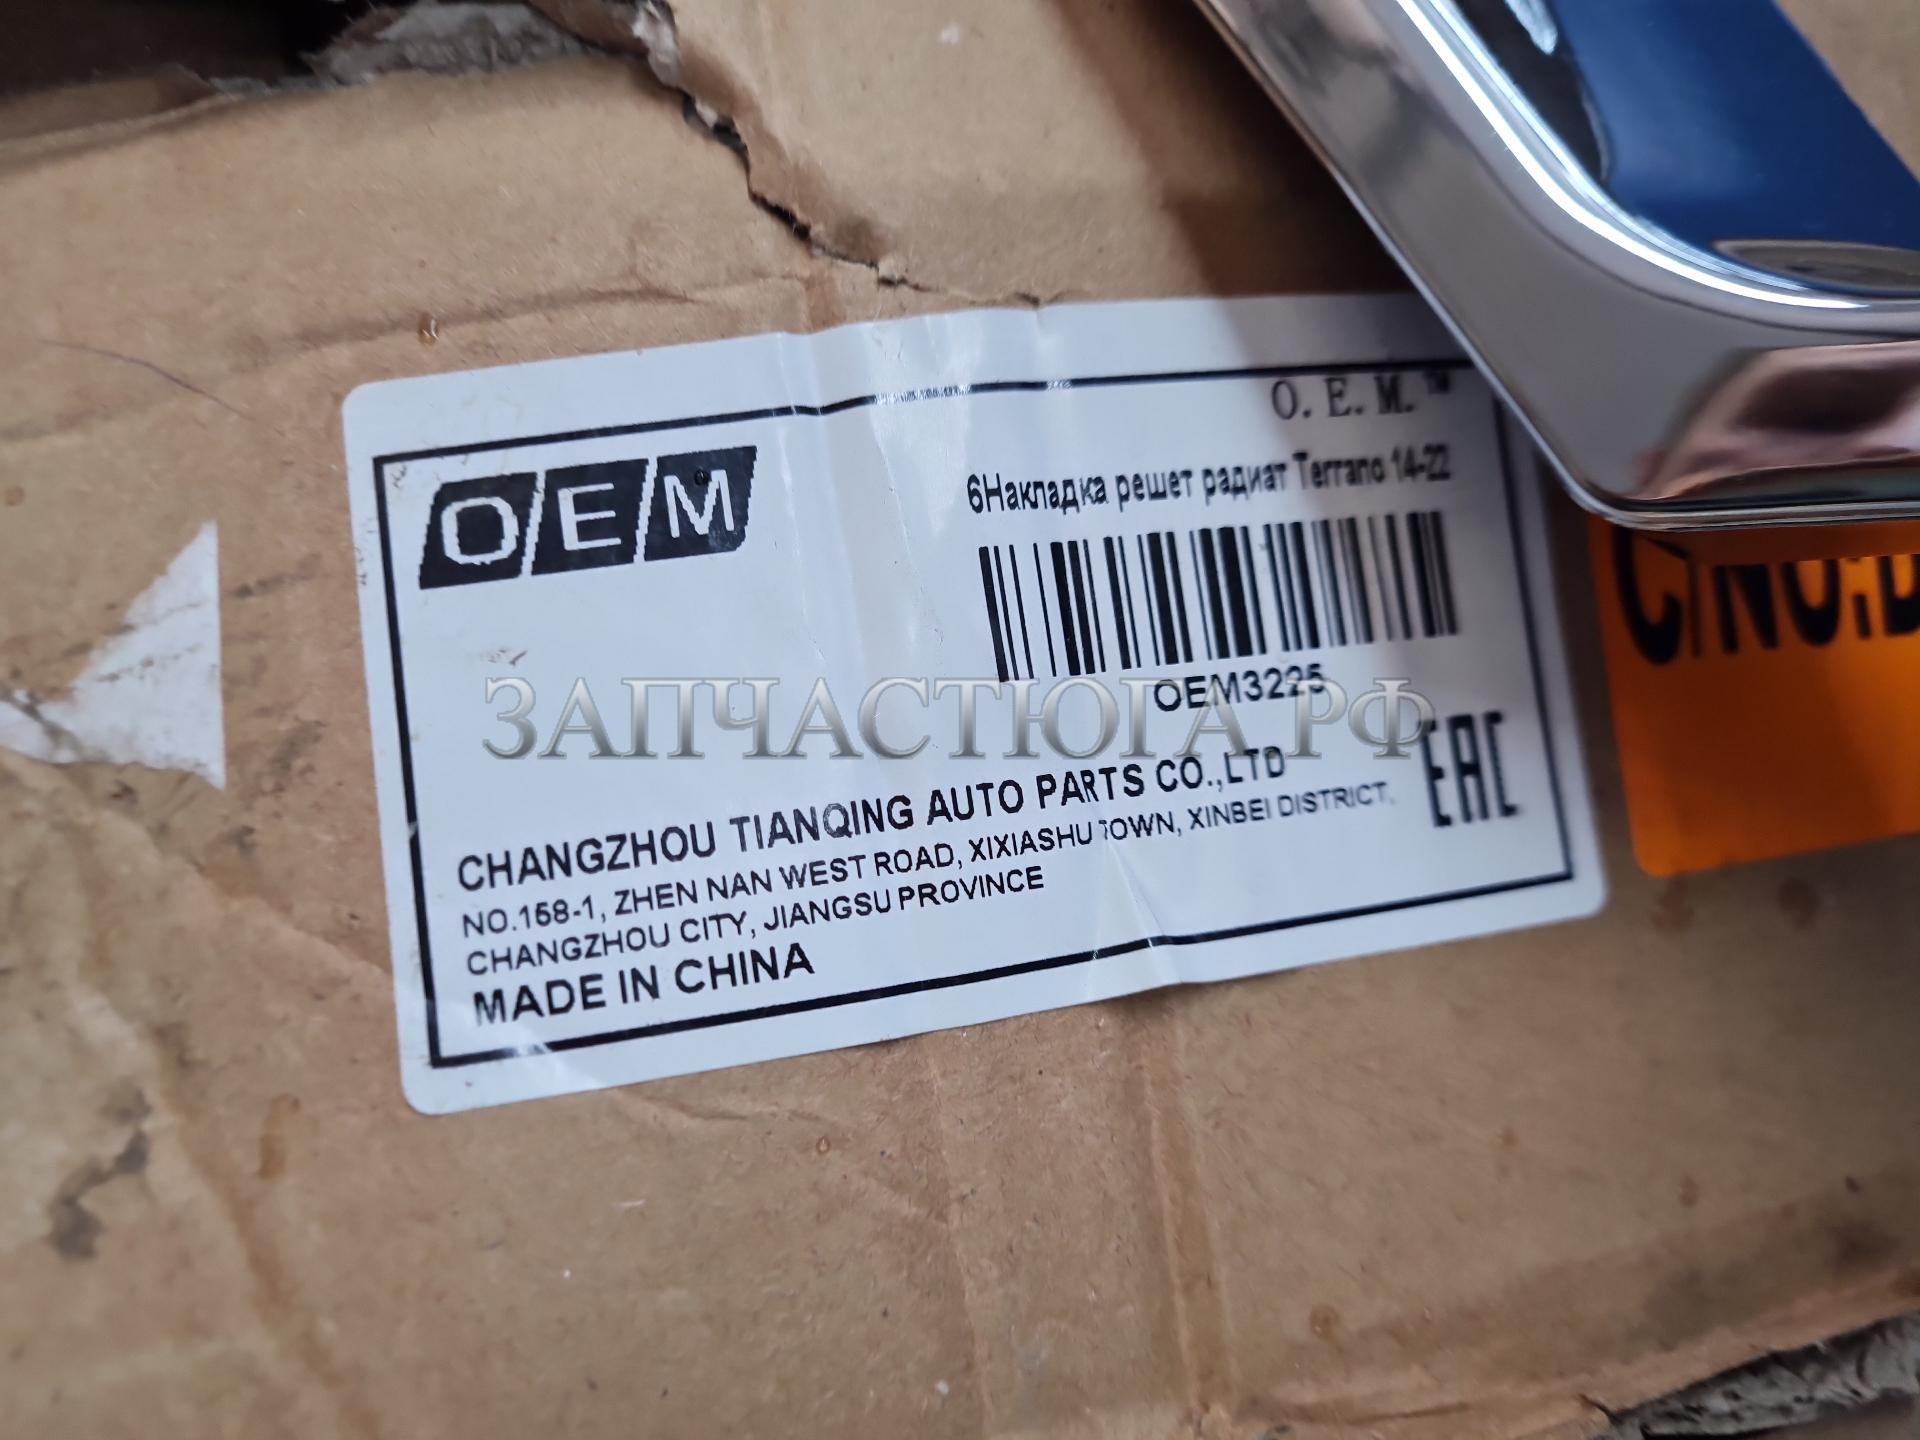 O. E. M.™
OEM
6Накладка решет радиат Terrano 14-22
OEM3225
ЗАПЧАСТЮГА.РФ
CHANGZHOU TIANQING AUTO PARTS CO.,LTD
NO.158-1, ZHEN NAN WEST ROAD, XIXIASHU TOWN, XINBEI DISTRICT,
CHANGZHOU CITY, JIANGSU PROVINCE
MADE IN CHINA
EAC
C/NO.: